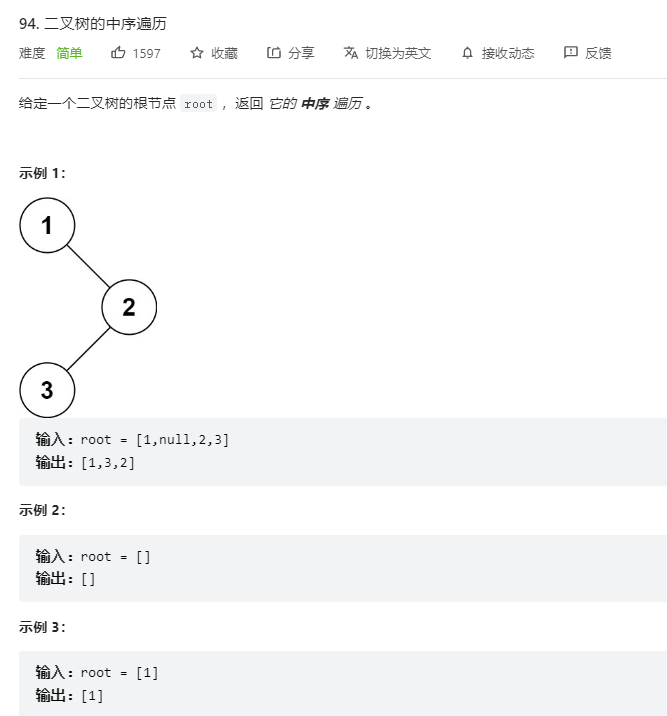 94. 二叉树的中序遍历
难度 简单 1597 收藏 分享 切换为英文 接收动态 反馈
给定一个二叉树的根节点 root ，返回 它的 中序 遍历 。
示例 1：
1
2
3
输入：root = [1,null,2,3]
输出：[1,3,2]
示例 2：
输入：root = []
输出：[]
示例 3：
输入：root = [1]
输出：[1]